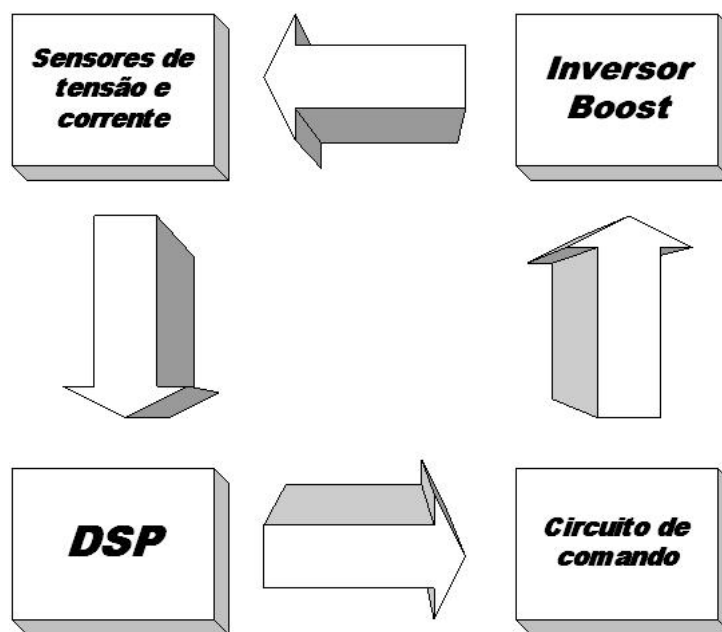 Sensores de
tensão e
corrente
Inversor
Boost
DSP
Circuito de
comando